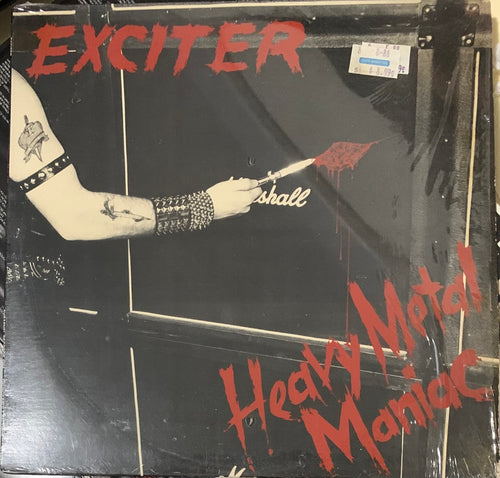 EXCITER
shall
Heavy Metal
Maniac